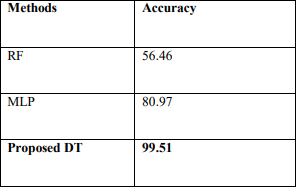 Methods Accuracy
RF 56.46
MLP 80.97
Proposed DT 99.51